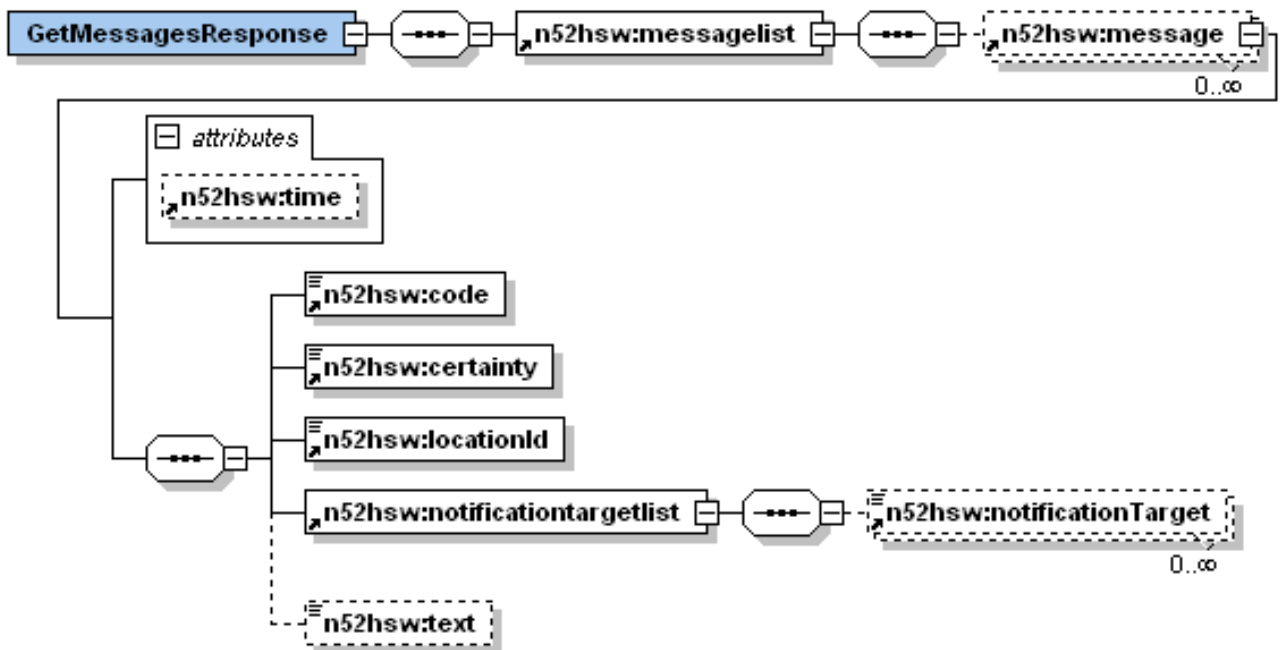 GetMessagesResponse n52hsw:messagelist n52hsw:message
0..∞
attributes
n52hsw:time
n52hsw:code
n52hsw:certainty
n52hsw:locationId
n52hsw:notificationtargetlist n52hsw:notificationTarget
0..∞
n52hsw:text